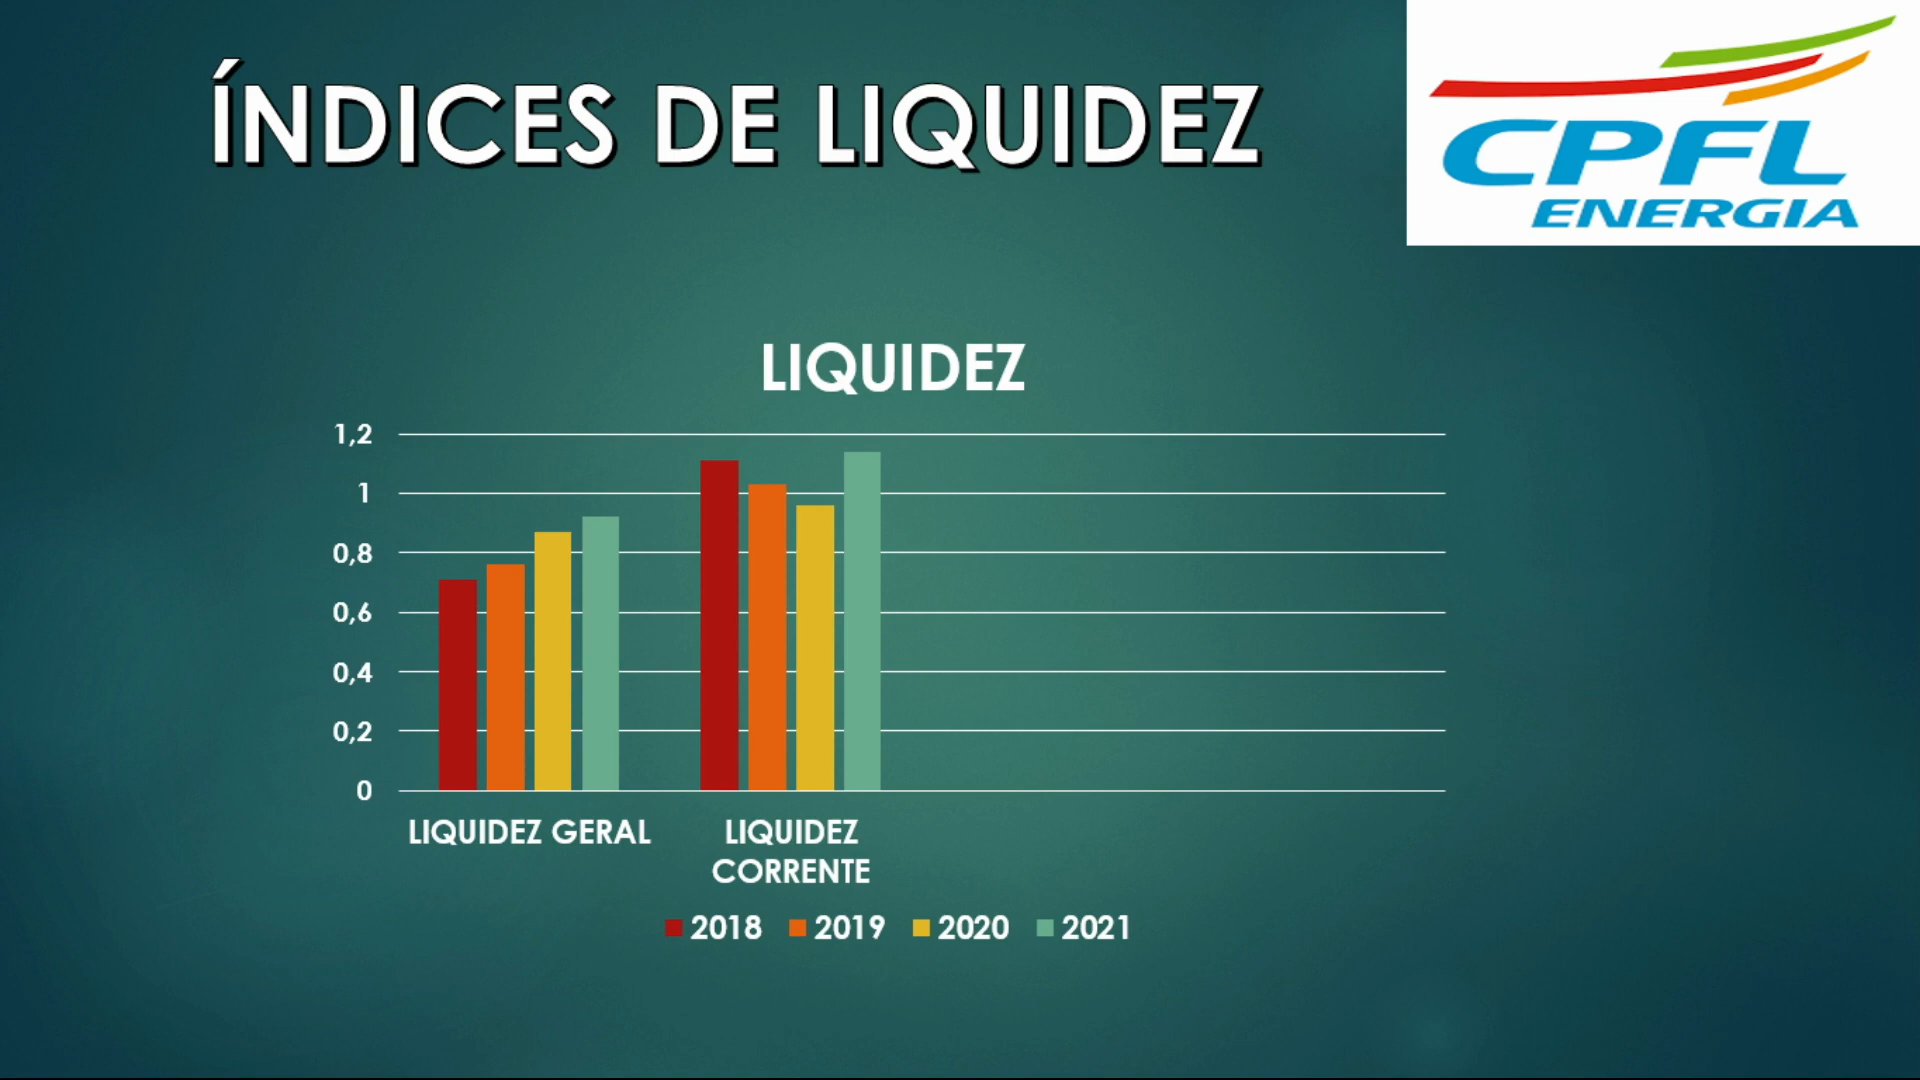 ÍNDICES DE LIQUIDEZ
CPFL
ENERGIA
LIQUIDEZ
1,2
1
0,8
0,6
0,4
0,2
0
LIQUIDEZ GERAL
LIQUIDEZ
CORRENTE
2018 2019 2020 2021